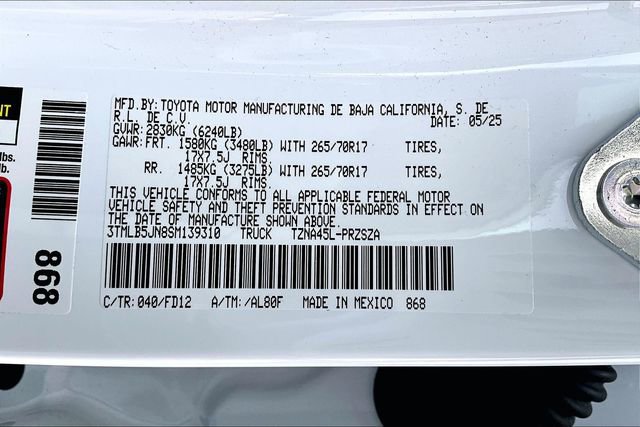 MFD.BY: TOYOTA MOTOR MANUFACTURING DE BAJA CALIFORNIA, S. DE
R.L. DE C.V. DATE: 05/25
GVWR: 2830KG (6240LB)
GAWR: FRT. 1580KG (3480LB) WITH 265/70R17 TIRES,
17X7.5J RIMS.
RR. 1485KG (3275LB) WITH 265/70R17 TIRES,
17X7.5J RIMS.
THIS VEHICLE CONFORMS TO ALL APPLICABLE FEDERAL MOTOR
VEHICLE SAFETY AND THEFT PREVENTION STANDARDS IN EFFECT ON
THE DATE OF MANUFACTURE SHOWN ABOVE.
3TMLB5JN8SM139310 TRUCK TZNA45L-PRZSZA
C/TR: 040/FD12 A/TM: /AL80F MADE IN MEXICO 868
868
NT
lbs.
lb.